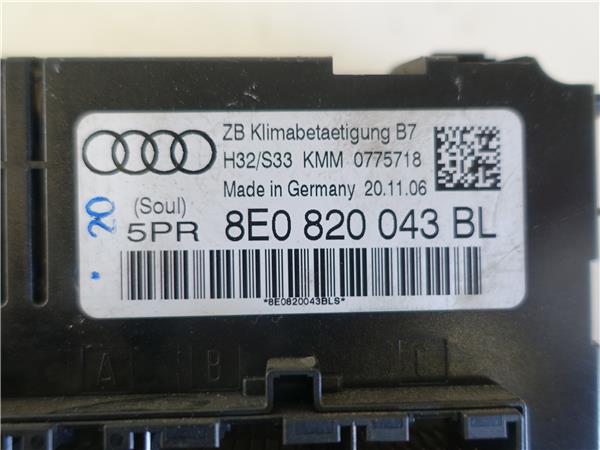 ZB Klimabetaetigung B7
H32/S33 KMM 0775718
Made in Germany 20.11.06
20
(Soul)
5PR 8E0 820 043 BL
*8E0820043BLS*
A B C